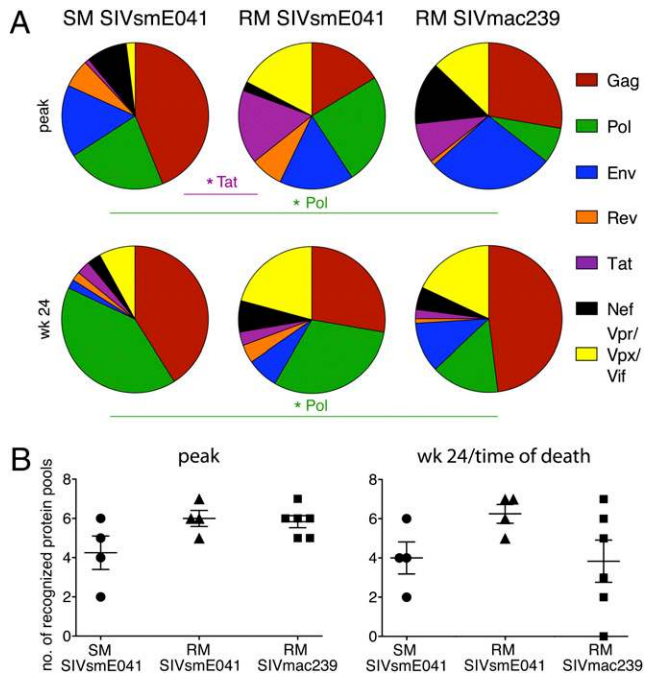 A
SM SIVsmE041
RM SIVsmE041
RM SIVmac239
peak
* Tat
* Pol
wk 24
* Pol
Gag
Pol
Env
Rev
Tat
Nef
Vpr/
Vpx/
Vif
B
peak
wk 24/time of death
no. of recognized protein pools
8
6
4
2
0
SM
SIVsmE041
RM
SIVsmE041
RM
SIVmac239
8
6
4
2
0
SM
SIVsmE041
RM
SIVsmE041
RM
SIVmac239